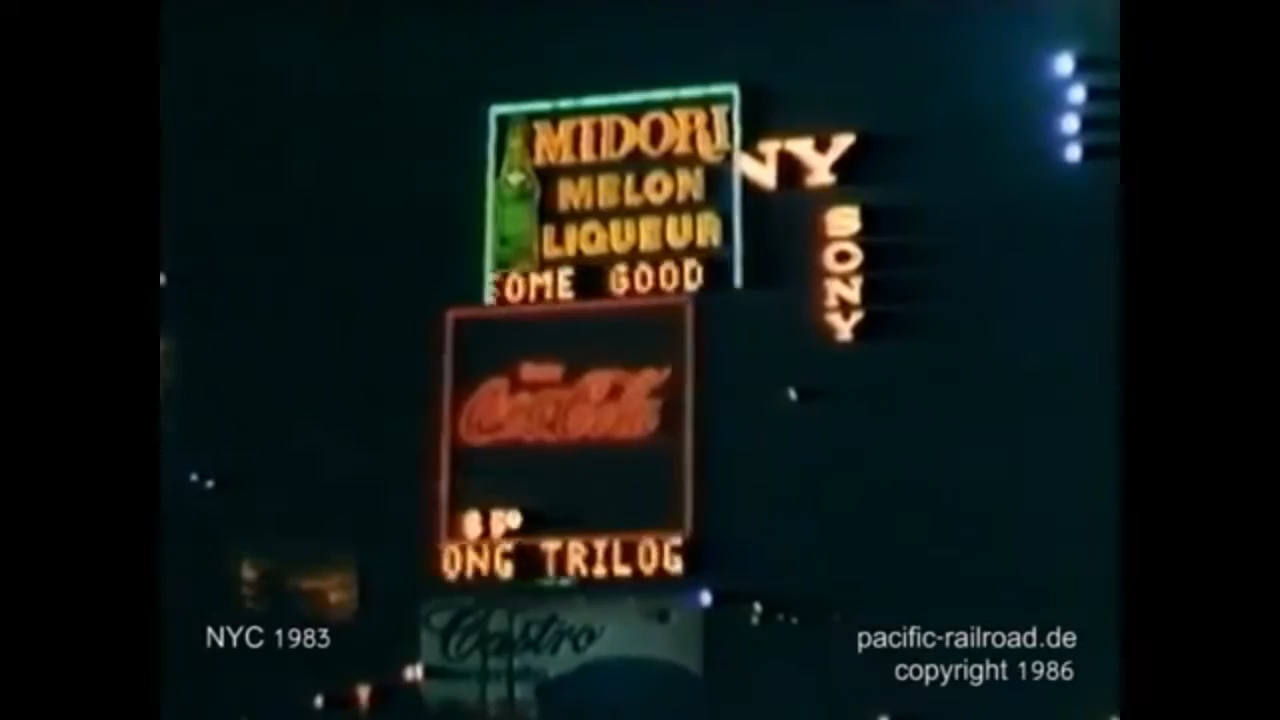 MIDORI
MELON
LIQUEUR
OME GOOD
NY
SONY
Coca-Cola
65°
ONG TRILOG
Castro
NYC 1983
pacific-railroad.de
copyright 1986